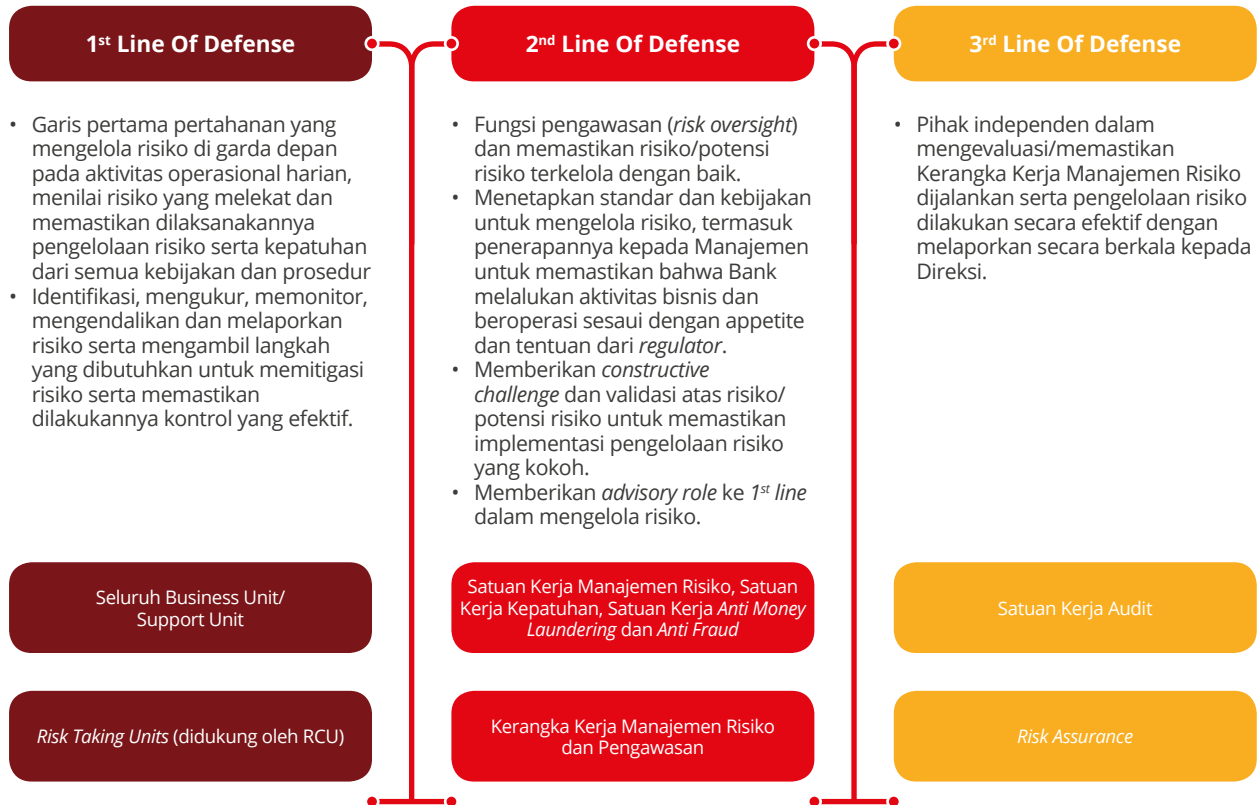 1st Line Of Defense
• Garis pertama pertahanan yang
mengelola risiko di garda depan
pada aktivitas operasional harian,
menilai risiko yang melekat dan
memastikan dilaksanakannya
pengelolaan risiko serta kepatuhan
dari semua kebijakan dan prosedur
• Identifikasi, mengukur, memonitor,
mengendalikan dan melaporkan
risiko serta mengambil langkah
yang dibutuhkan untuk memitigasi
risiko serta memastikan
dilakukannya kontrol yang efektif.
Seluruh Business Unit/
Support Unit
Risk Taking Units (didukung oleh RCU)
2nd Line Of Defense
• Fungsi pengawasan (risk oversight)
dan memastikan risiko/potensi
risiko terkelola dengan baik.
• Menetapkan standar dan kebijakan
untuk mengelola risiko, termasuk
penerapannya kepada Manajemen
untuk memastikan bahwa Bank
melalukan aktivitas bisnis dan
beroperasi sesaui dengan appetite
dan tentuan dari regulator.
• Memberikan constructive
challenge dan validasi atas risiko/
potensi risiko untuk memastikan
implementasi pengelolaan risiko
yang kokoh.
• Memberikan advisory role ke 1st line
dalam mengelola risiko.
Satuan Kerja Manajemen Risiko, Satuan
Kerja Kepatuhan, Satuan Kerja Anti Money
Laundering dan Anti Fraud
Kerangka Kerja Manajemen Risiko
dan Pengawasan
3rd Line Of Defense
• Pihak independen dalam
mengevaluasi/memastikan
Kerangka Kerja Manajemen Risiko
dijalankan serta pengelolaan risiko
dilakukan secara efektif dengan
melaporkan secara berkala kepada
Direksi.
Satuan Kerja Audit
Risk Assurance